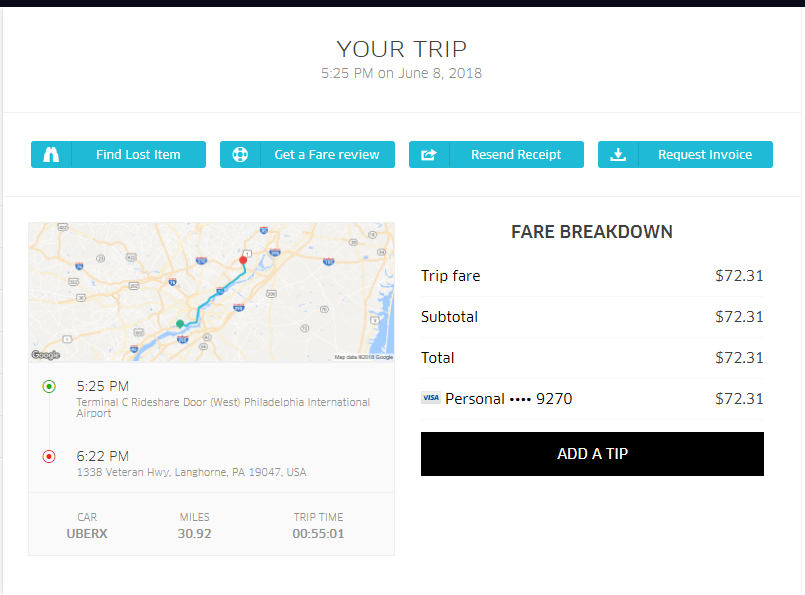 YOUR TRIP
5:25 PM on June 8, 2018
Find Lost Item
Get a Fare review
Resend Receipt
Request Invoice
Google
Map data ©2018 Google
5:25 PM
Terminal C Rideshare Door (West) Philadelphia International
Airport
6:22 PM
1338 Veteran Hwy, Langhorne, PA 19047, USA
CAR MILES TRIP TIME
UBERX 30.92 00:55:01
FARE BREAKDOWN
Trip fare $72.31
Subtotal $72.31
Total $72.31
VISA Personal •••• 9270 $72.31
ADD A TIP